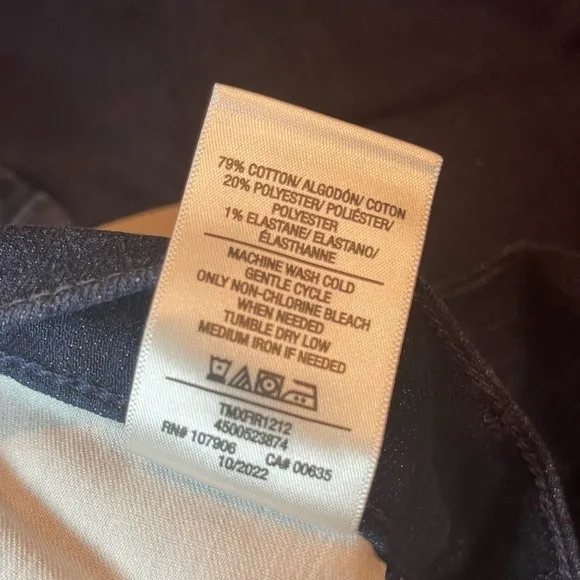 79% COTTON/ ALGODÓN/ COTON
20% POLYESTER/ POLIÉSTER/
POLYESTER
1% ELASTANE/ ELASTANO/
ÉLASTHANNE
MACHINE WASH COLD
GENTLE CYCLE
ONLY NON-CHLORINE BLEACH
WHEN NEEDED
TUMBLE DRY LOW
MEDIUM IRON IF NEEDED
TMXFIR1212
4500523874
RN# 107906 CA# 00635
10/2022